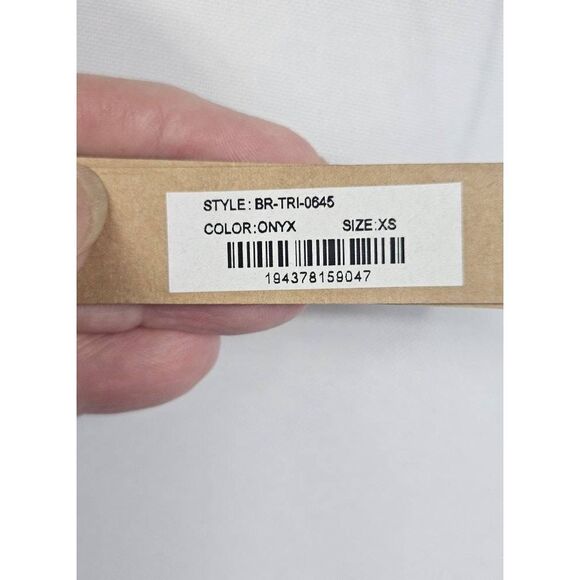 STYLE: BR-TRI-0645
COLOR:ONYX SIZE:XS
194378159047